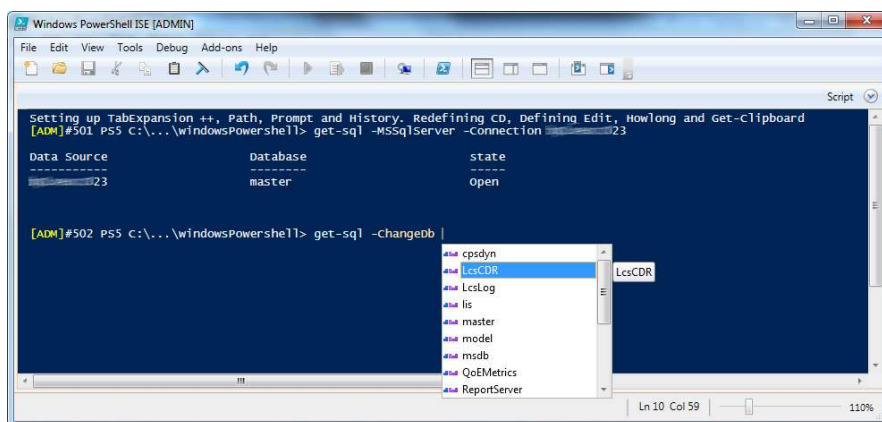 Windows PowerShell ISE [ADMIN]
File Edit View Tools Debug Add-ons Help
Script
Setting up TabExpansion ++, Path, Prompt and History. Redefining CD, Defining Edit, Howlong and Get-Clipboard
[ADM]#501 PS5 C:\...\windowsPowershell> get-sql -MSSqlServer -Connection 23
Data Source Database State
----------- -------- -----
23 master Open
[ADM]#502 PS5 C:\...\windowsPowershell> get-sql -ChangeDb
cpsdyn
LcsCDR LcsCDR
LcsLog
lis
master
model
msdb
QoEMetrics
ReportServer
Ln 10 Col 59 110%